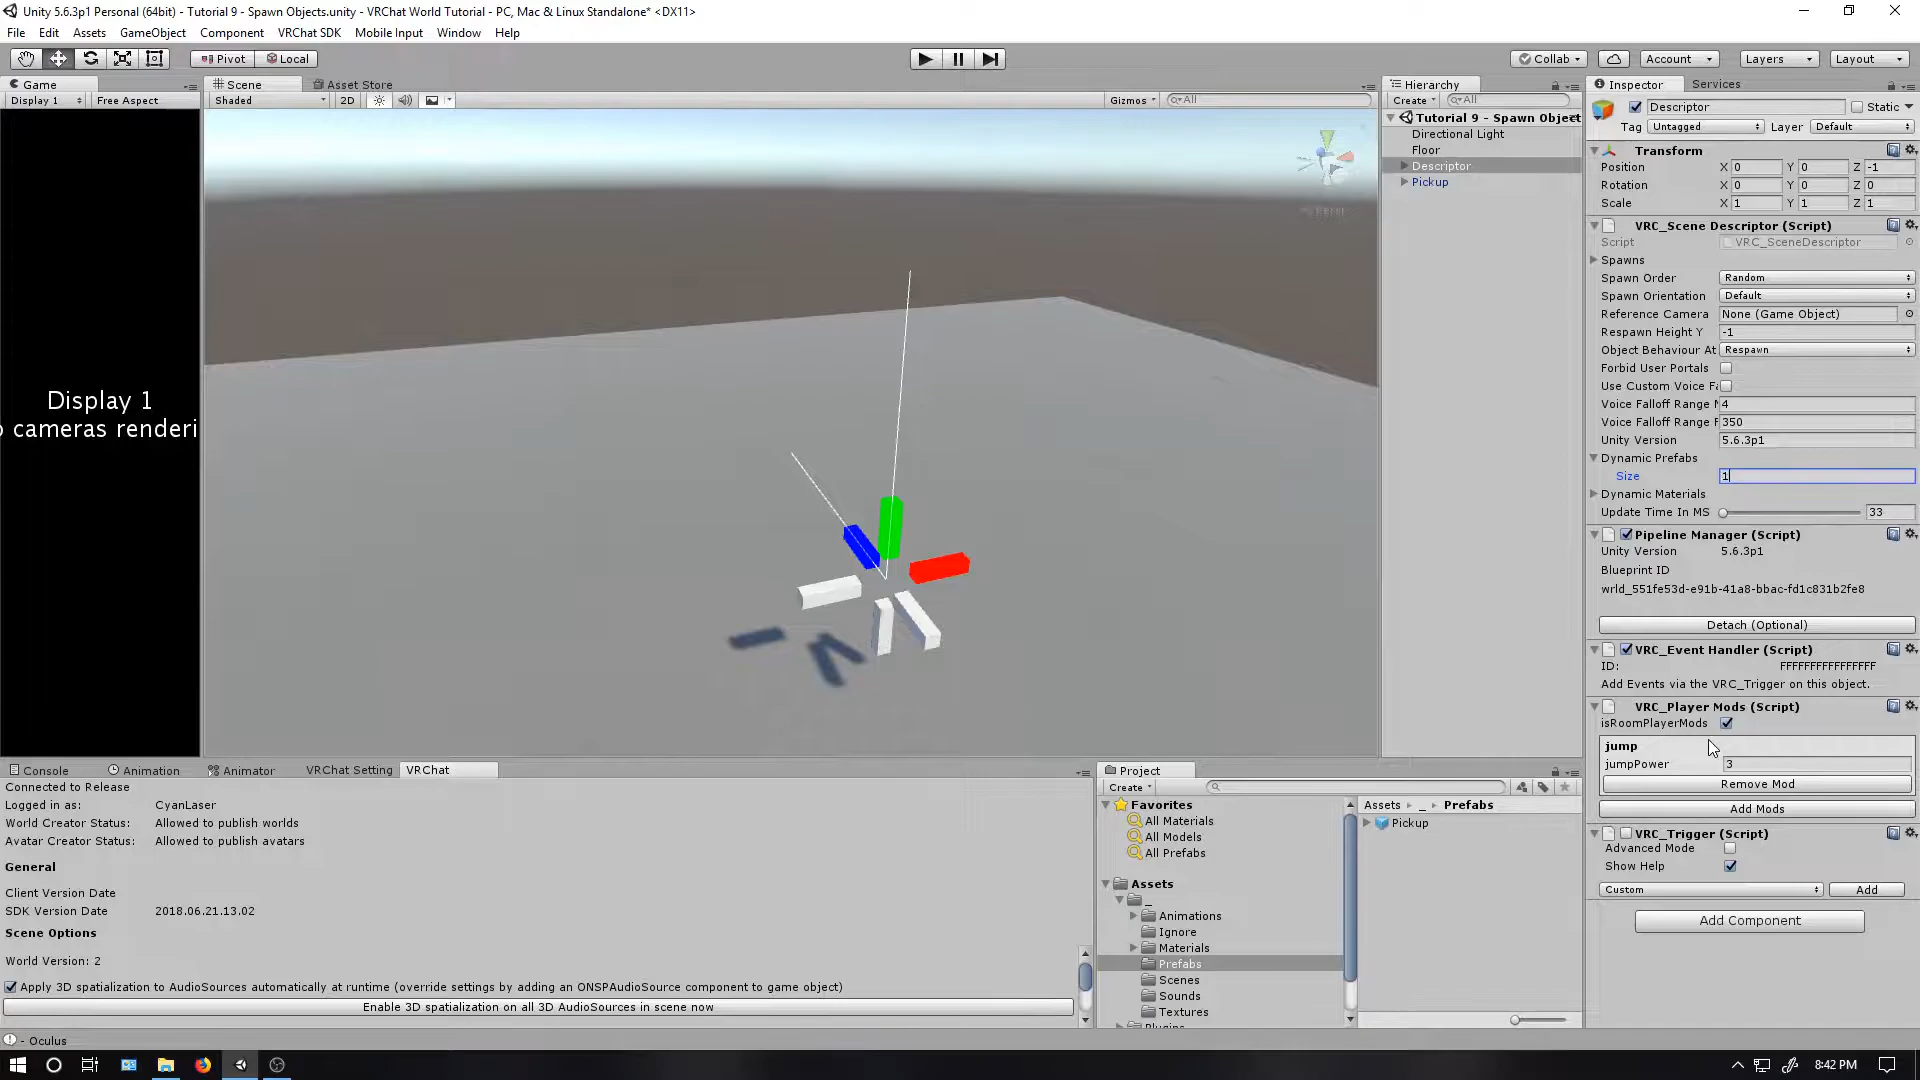 Unity 5.6.3p1 Personal (64bit) - Tutorial 9 - Spawn Objects.unity - VRChat World Tutorial - PC, Mac & Linux Standalone* <DX11>
File Edit Assets GameObject Component VRChat SDK Mobile Input Window Help
Pivot Local Collab Account Layers Layout
Game Scene Asset Store Hierarchy Inspector Services
Display 1 Free Aspect Shaded 2D Gizmos All Create All
Descriptor Static
Tag Untagged Layer Default
Tutorial 9 - Spawn Object
Directional Light
Floor
Descriptor
Pickup
Transform
Position X 0 Y 0 Z -1
Rotation X 0 Y 0 Z 0
Scale X 1 Y 1 Z 1
VRC_Scene Descriptor (Script)
Script VRC_SceneDescriptor
Spawns
Spawn Order Random
Spawn Orientation Default
Reference Camera None (Game Object)
Respawn Height Y -1
Object Behaviour At Respawn
Forbid User Portals
Use Custom Voice Fa
Voice Falloff Range N 4
Voice Falloff Range F 350
Unity Version 5.6.3p1
Dynamic Prefabs
Size 1
Dynamic Materials
Update Time In MS 33
Pipeline Manager (Script)
Unity Version 5.6.3p1
Blueprint ID
wrld_551fe53d-e91b-41a8-bbac-fd1c831b2fe8
Detach (Optional)
VRC_Event Handler (Script)
ID: FFFFFFFFFFFFFFFF
Add Events via the VRC_Trigger on this object.
VRC_Player Mods (Script)
isRoomPlayerMods
jump
jumpPower 3
Remove Mod
Add Mods
VRC_Trigger (Script)
Advanced Mode
Show Help
Custom Add
Add Component
Display 1
o cameras renderi
Console Animation Animator VRChat Setting VRChat
Connected to Release
Logged in as: CyanLaser
World Creator Status: Allowed to publish worlds
Avatar Creator Status: Allowed to publish avatars
General
Client Version Date
SDK Version Date 2018.06.21.13.02
Scene Options
World Version: 2
Apply 3D spatialization to AudioSources automatically at runtime (override settings by adding an ONSPAudioSource component to game object)
Enable 3D spatialization on all 3D AudioSources in scene now
Project
Create
Favorites
All Materials
All Models
All Prefabs
Assets
_
Animations
Ignore
Materials
Prefabs
Scenes
Sounds
Textures
Plugins
Assets _ Prefabs
Pickup
- Oculus
8:42 PM